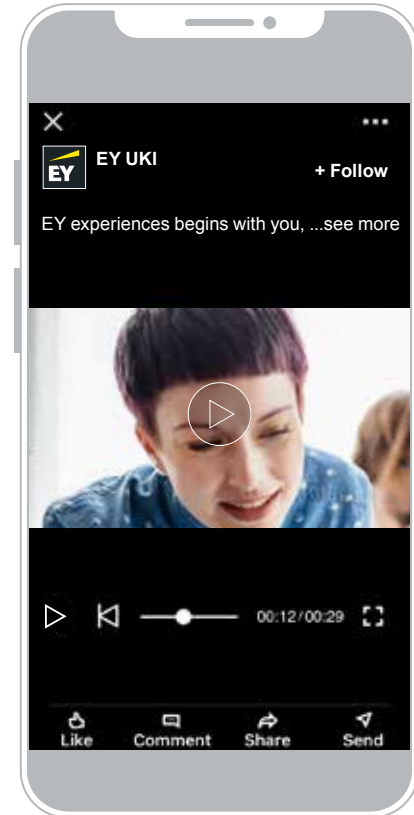 EY
EY UKI
+ Follow
EY experiences begins with you, ...see more
00:12/00:29
Like Comment Share Send